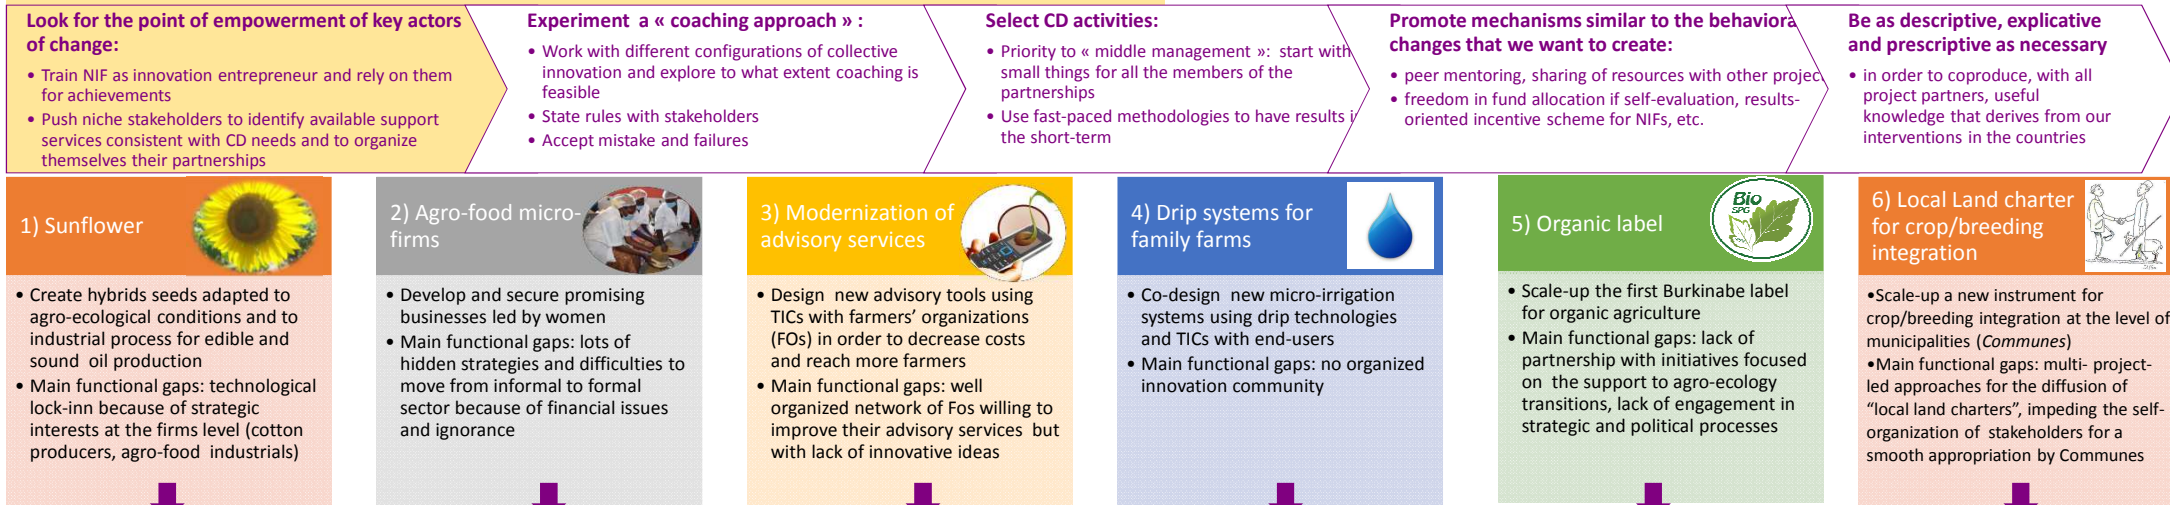 Look for the point of empowerment of key actors
of change:
• Train NIF as innovation entrepreneur and rely on them
for achievements
• Push niche stakeholders to identify available support
services consistent with CD needs and to organize
themselves their partnerships
Experiment a « coaching approach » :
• Work with different configurations of collective
innovation and explore to what extent coaching is
feasible
• State rules with stakeholders
• Accept mistake and failures
Select CD activities:
• Priority to « middle management »: start with
small things for all the members of the
partnerships
• Use fast-paced methodologies to have results
the short-term
Promote mechanisms similar to the behaviora
changes that we want to create:
• peer mentoring, sharing of resources with other projec
• freedom in fund allocation if self-evaluation, results-
oriented incentive scheme for NIFs, etc.
Be as descriptive, explicative
and prescriptive as necessary
• in order to coproduce, with all
project partners, useful
knowledge that derives from our
interventions in the countries
1) Sunflower
• Create hybrids seeds adapted to
agro-ecological conditions and to
industrial process for edible and
sound oil production
• Main functional gaps: technological
lock-inn because of strategic
interests at the firms level (cotton
producers, agro-food industrials)
2) Agro-food micro-
firms
• Develop and secure promising
businesses led by women
• Main functional gaps: lots of
hidden strategies and difficulties to
move from informal to formal
sector because of financial issues
and ignorance
3) Modernization of
advisory services
• Design new advisory tools using
TICs with farmers’ organizations
(FOs) in order to decrease costs
and reach more farmers
• Main functional gaps: well
organized network of Fos willing to
improve their advisory services but
with lack of innovative ideas
4) Drip systems for
family farms
• Co-design new micro-irrigation
systems using drip technologies
and TICs with end-users
• Main functional gaps: no organized
innovation community
5) Organic label
Bio
SPG
• Scale-up the first Burkinabe label
for organic agriculture
• Main functional gaps: lack of
partnership with initiatives focused
on the support to agro-ecology
transitions, lack of engagement in
strategic and political processes
6) Local Land charter
for crop/breeding
integration
•Scale-up a new instrument for
crop/breeding integration at the level of
municipalities (Communes)
•Main functional gaps: multi- project-
led approaches for the diffusion of
“local land charters”, impeding the self-
organization of stakeholders for a
smooth appropriation by Communes